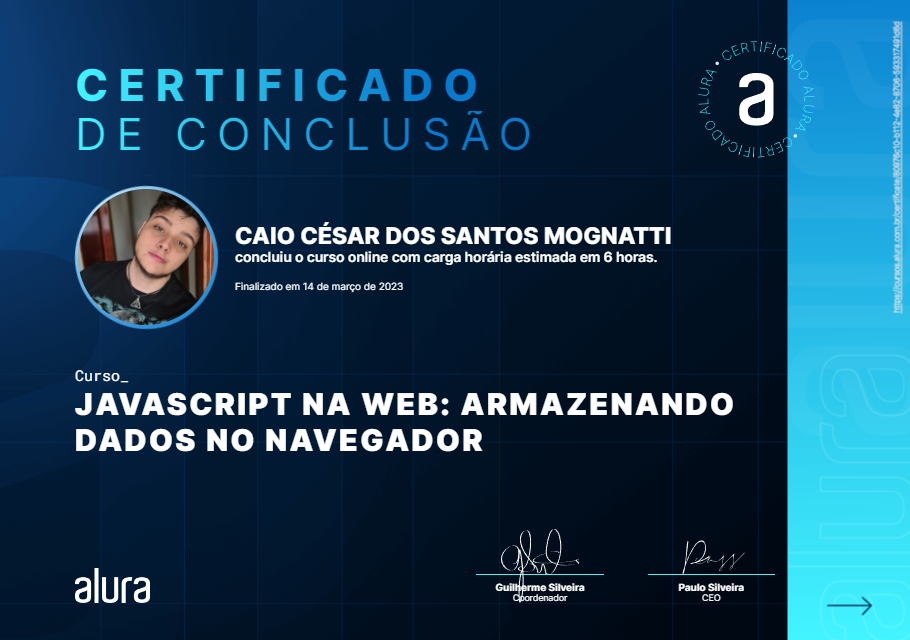 CERTIFICADO
DE CONCLUSÃO
CERTIFICADO ALURA • CERTIFICADO ALURA •
a
CAIO CÉSAR DOS SANTOS MOGNATTI
concluiu o curso online com carga horária estimada em 6 horas.
Finalizado em 14 de março de 2023
Curso_
JAVASCRIPT NA WEB: ARMAZENANDO
DADOS NO NAVEGADOR
alura
Guilherme Silveira
Coordenador
Paulo Silveira
CEO
alura